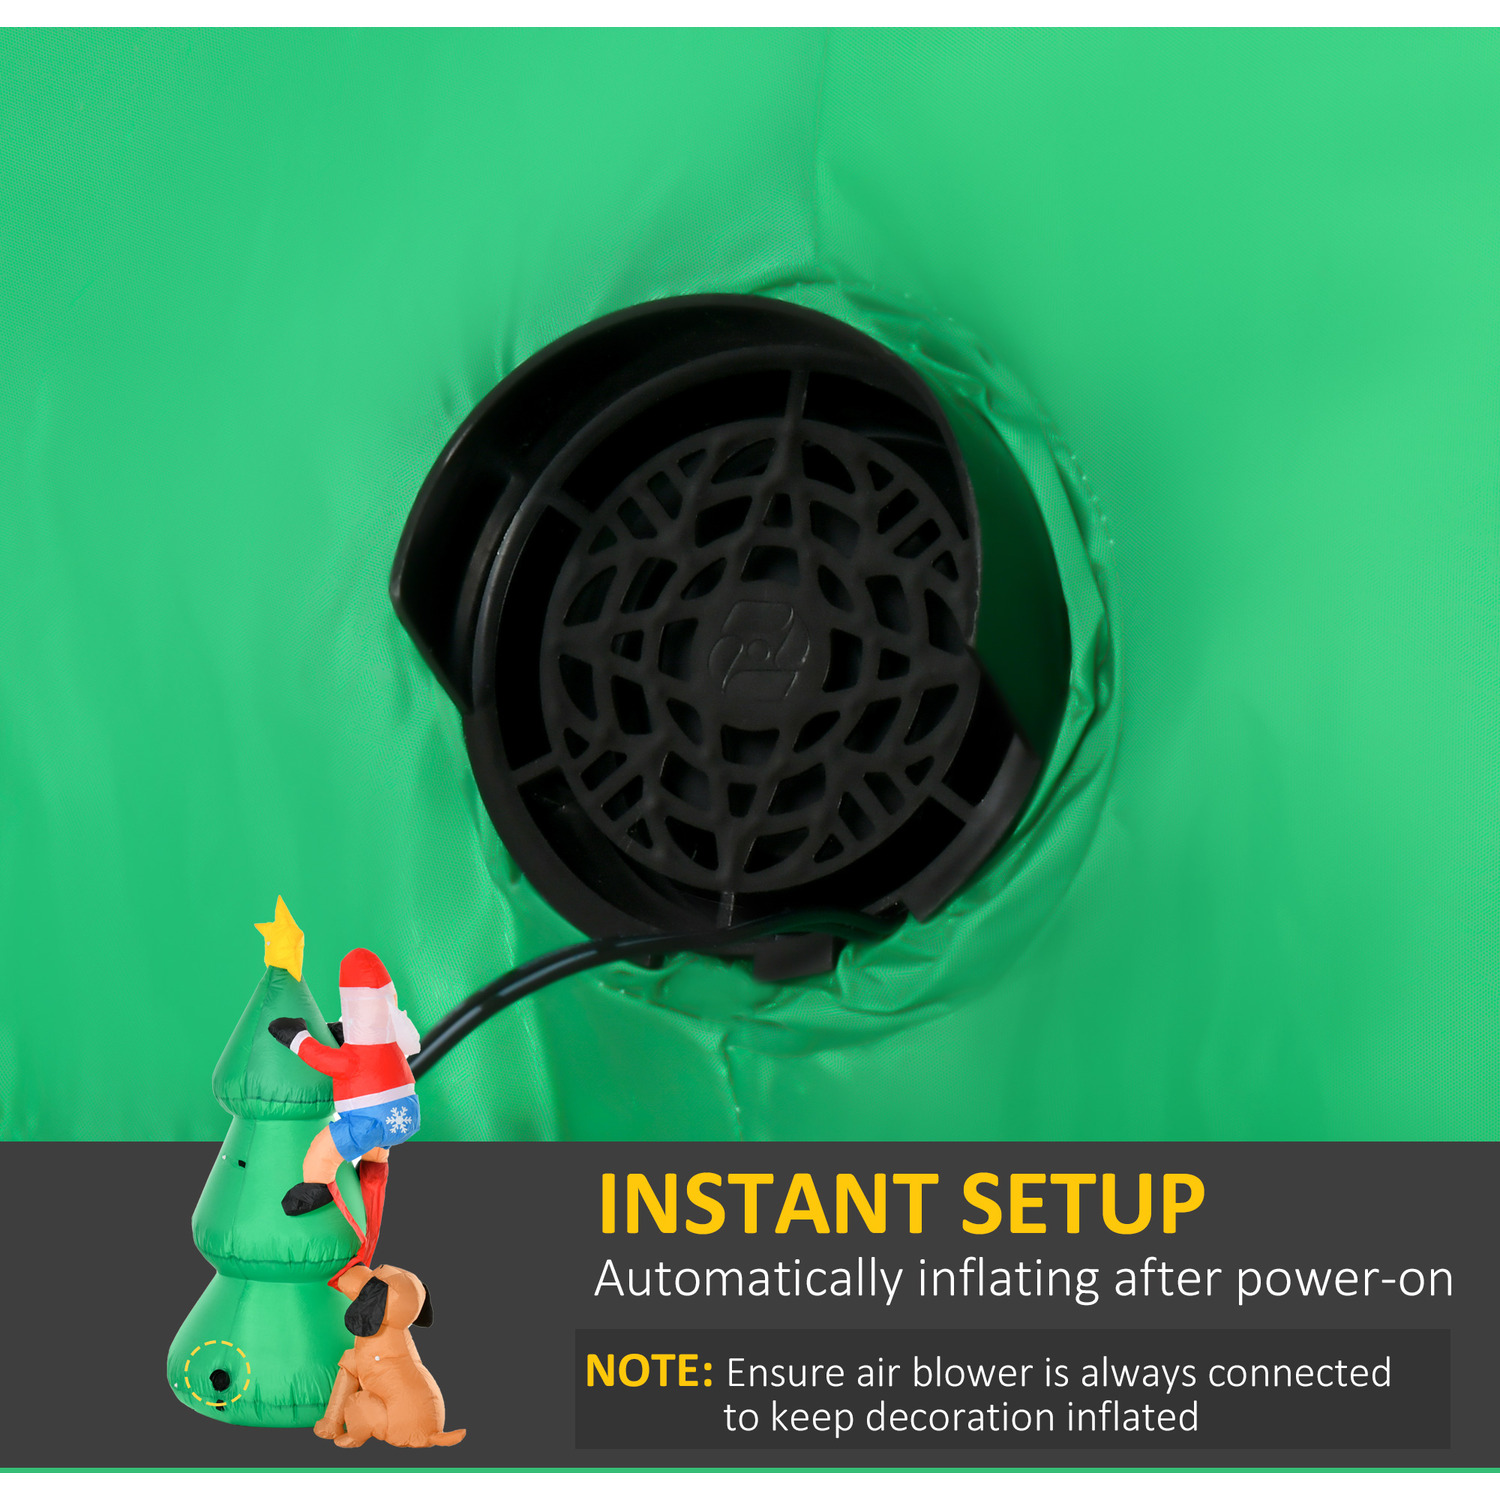 INSTANT SETUP
Automatically inflating after power-on
NOTE: Ensure air blower is always connected
to keep decoration inflated